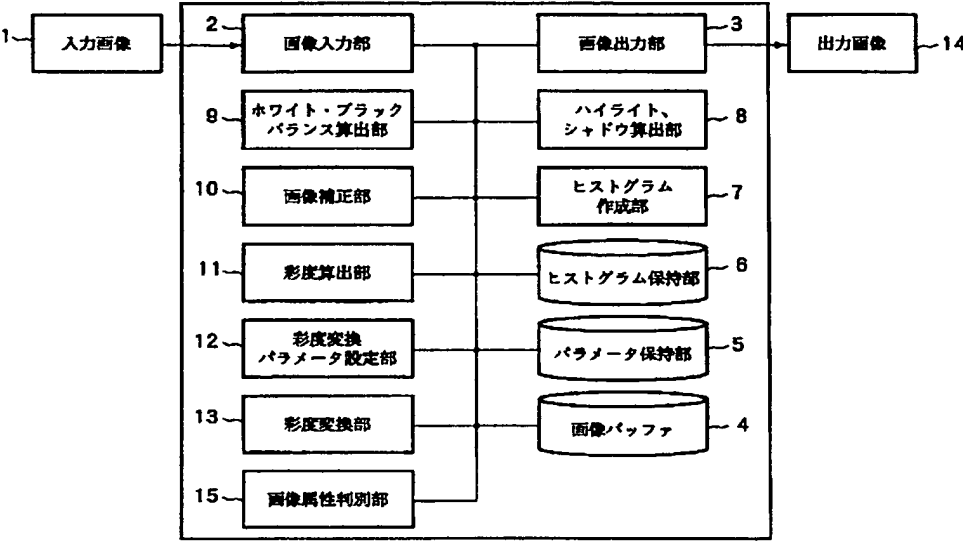 1
入力画像
2
画像入力部
画像出力部
3
出力画像
14
9
ホワイト・ブラック
バランス算出部
ハイライト、
シャドウ算出部
8
10
画像補正部
ヒストグラム
作成部
7
11
彩度算出部
ヒストグラム保持部
6
12
彩度変換
パラメータ設定部
パラメータ保持部
5
13
彩度変換部
画像バッファ
4
15
画像属性判別部